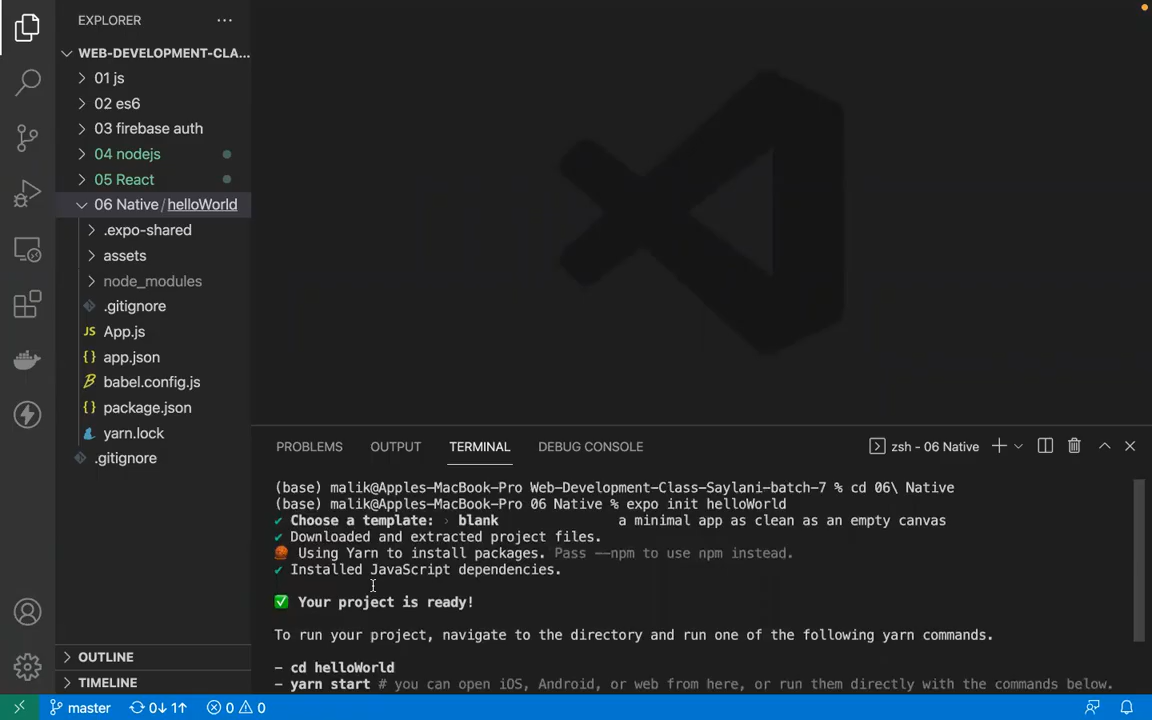 EXPLORER
WEB-DEVELOPMENT-CLA...
01 js
02 es6
03 firebase auth
04 nodejs
05 React
06 Native / helloWorld
.expo-shared
assets
node_modules
.gitignore
JS App.js
{} app.json
babel.config.js
{} package.json
yarn.lock
.gitignore
OUTLINE
TIMELINE
PROBLEMS OUTPUT TERMINAL DEBUG CONSOLE zsh - 06 Native
(base) malik@Apples-MacBook-Pro Web-Development-Class-Saylani-batch-7 % cd 06\ Native
(base) malik@Apples-MacBook-Pro 06 Native % expo init helloWorld
✔ Choose a template: › blank a minimal app as clean as an empty canvas
✔ Downloaded and extracted project files.
🧶 Using Yarn to install packages. Pass --npm to use npm instead.
✔ Installed JavaScript dependencies.
✅ Your project is ready!
To run your project, navigate to the directory and run one of the following yarn commands.
- cd helloWorld
- yarn start # you can open iOS, Android, or web from here, or run them directly with the commands below.
master 0↓ 1↑ 0 0